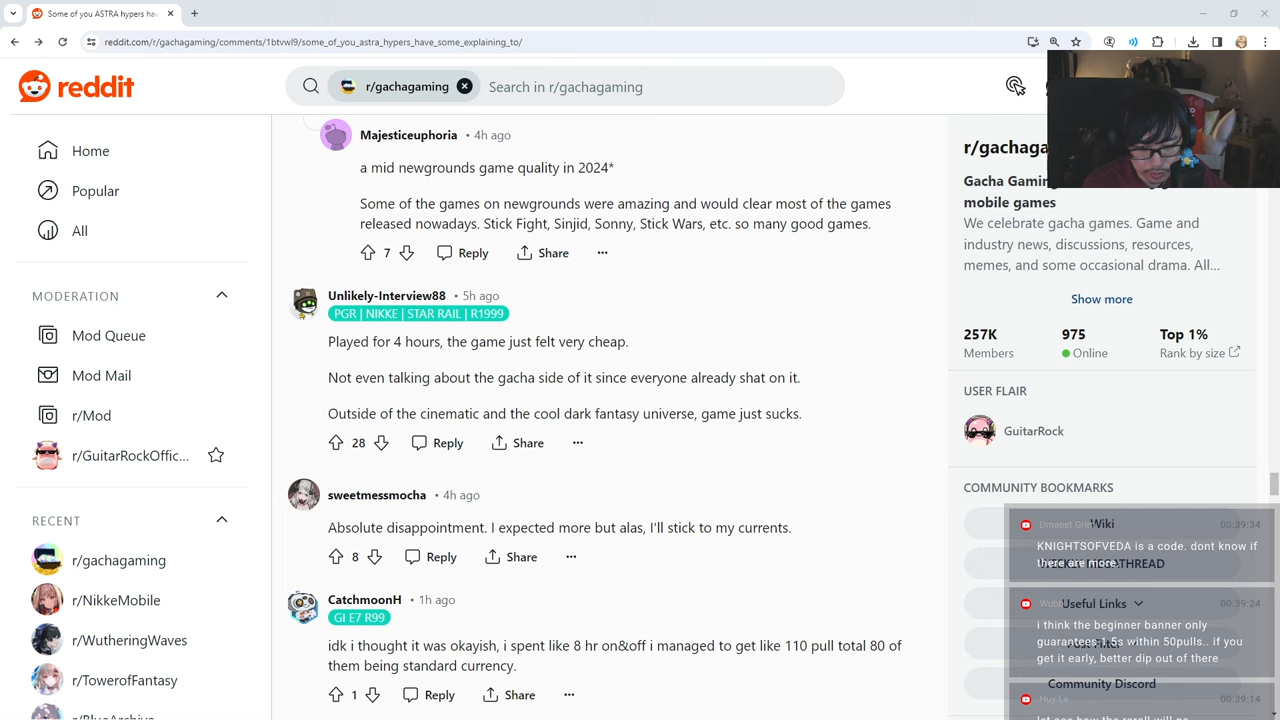 Some of you ASTRA hypers hav
reddit.com/r/gachagaming/comments/1btvwl9/some_of_you_astra_hypers_have_some_explaining_to/
reddit
r/gachagaming
Search in r/gachagaming
Home
Popular
All
MODERATION
Mod Queue
Mod Mail
r/Mod
r/GuitarRockOffic...
RECENT
r/gachagaming
r/NikkeMobile
r/WutheringWaves
r/TowerofFantasy
r/BlueArchive
Majesticeuphoria • 4h ago
a mid newgrounds game quality in 2024*
Some of the games on newgrounds were amazing and would clear most of the games
released nowadays. Stick Fight, Sinjid, Sonny, Stick Wars, etc. so many good games.
7 Reply Share ...
Unlikely-Interview88 • 5h ago
PGR | NIKKE | STAR RAIL | R1999
Played for 4 hours, the game just felt very cheap.
Not even talking about the gacha side of it since everyone already shat on it.
Outside of the cinematic and the cool dark fantasy universe, game just sucks.
28 Reply Share ...
sweetmessmocha • 4h ago
Absolute disappointment. I expected more but alas, I'll stick to my currents.
8 Reply Share ...
CatchmoonH • 1h ago
GI E7 R99
idk i thought it was okayish, i spent like 8 hr on&off i managed to get like 110 pull total 80 of
them being standard currency.
1 Reply Share ...
r/gachaga
Gacha Gaming
mobile games
We celebrate gacha games. Game and
industry news, discussions, resources,
memes, and some occasional drama. All...
Show more
257K 975 Top 1%
Members Online Rank by size
USER FLAIR
GuitarRock
COMMUNITY BOOKMARKS
Wiki
Useful Links
Community Discord
00:39:34
KNIGHTSOFVEDA is a code. dont know if
there are more.
00:39:24
i think the beginner banner only
guarantees 1 5s within 50pulls.. if you
get it early, better dip out of there
Huy Le 00:39:14